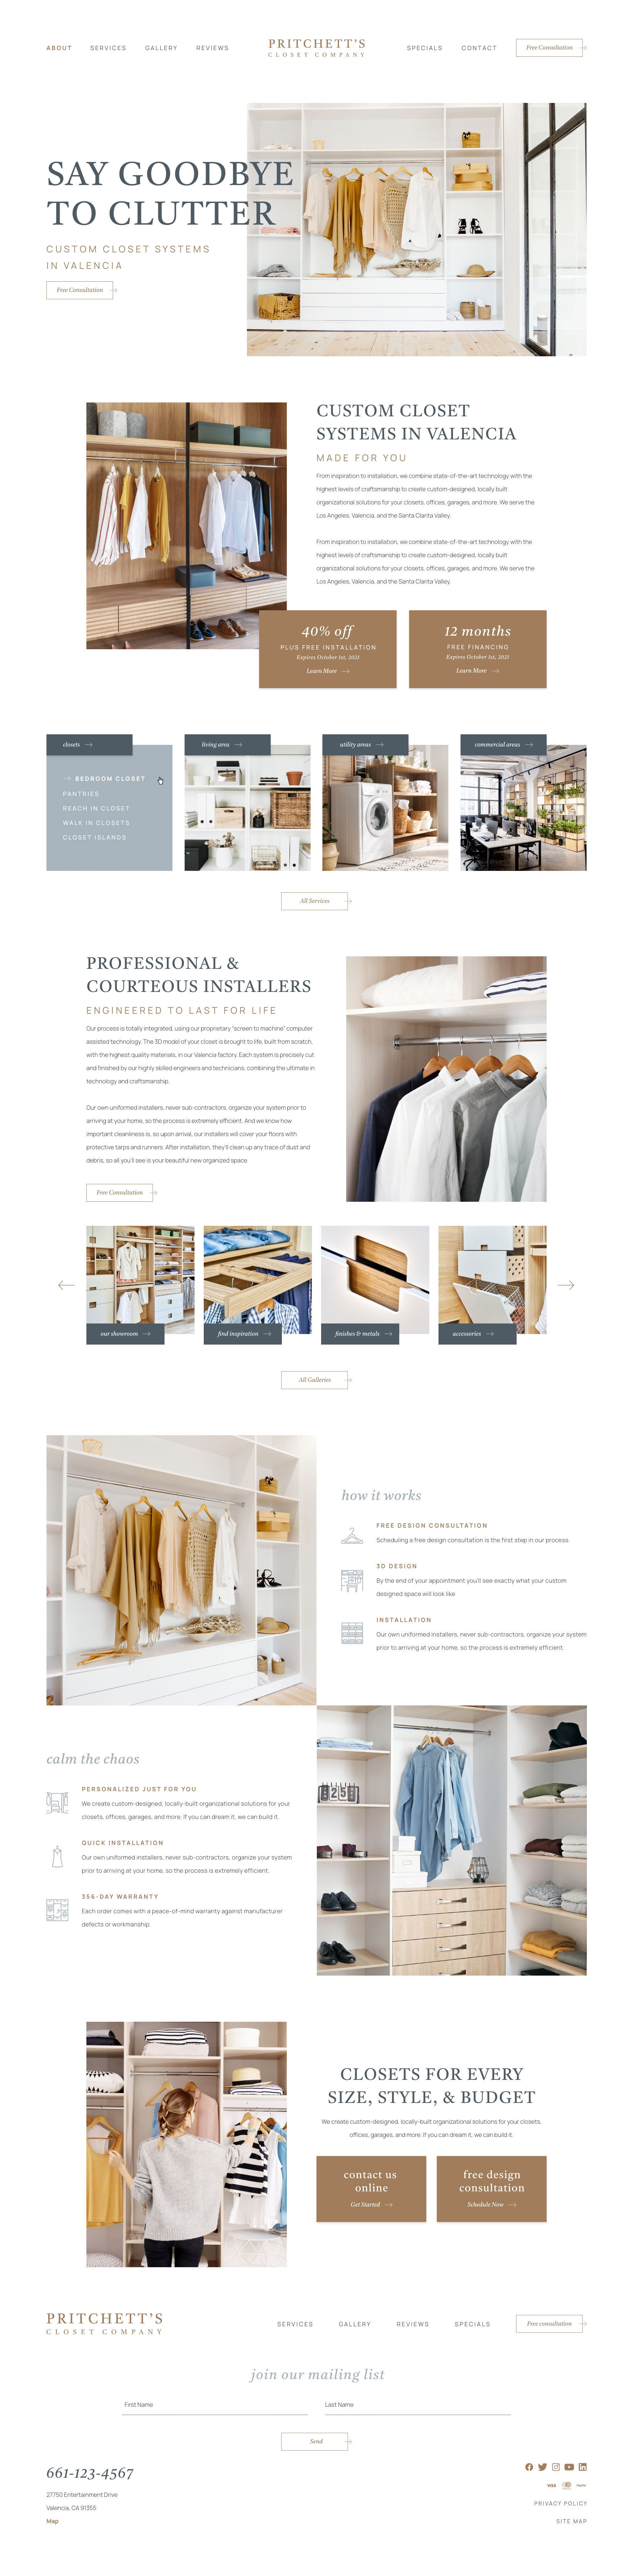 ABOUT SERVICES GALLERY REVIEWS
PRITCHETT'S
CLOSET COMPANY
SPECIALS CONTACT Free Consultation
SAY GOODBYE
TO CLUTTER
CUSTOM CLOSET SYSTEMS
IN VALENCIA
Free Consultation
CUSTOM CLOSET
SYSTEMS IN VALENCIA
MADE FOR YOU
From inspiration to installation, we combine state-of-the-art technology with the
highest levels of craftsmanship to create custom-designed, locally built
organizational solutions for your closets, offices, garages, and more. We serve the
Los Angeles, Valencia, and the Santa Clarita Valley.
From inspiration to installation, we combine state-of-the-art technology with the
highest levels of craftsmanship to create custom-designed, locally built
organizational solutions for your closets, offices, garages, and more. We serve the
Los Angeles, Valencia, and the Santa Clarita Valley.
40% off
PLUS FREE INSTALLATION
Expires October 1st, 2021
Learn More
12 months
FREE FINANCING
Expires October 1st, 2021
Learn More
closets
BEDROOM CLOSET
PANTRIES
REACH IN CLOSET
WALK IN CLOSETS
CLOSET ISLANDS
living area
utility areas
commercial areas
All Services
PROFESSIONAL &
COURTEOUS INSTALLERS
ENGINEERED TO LAST FOR LIFE
Our process is totally integrated, using our proprietary "screen to machine" computer
assisted technology. The 3D model of your closet is brought to life, built from scratch,
with the highest quality materials, in our Valencia factory. Each system is precisely cut
and finished by our highly skilled engineers and technicians, combining the ultimate in
technology and craftsmanship.
Our own uniformed installers, never sub-contractors, organize your system prior to
arriving at your home, so the process is extremely efficient. And we know how
important cleanliness is, so upon arrival, our installers will cover your floors with
protective tarps and runners. After installation, they'll clean up any trace of dust and
debris, so all you'll see is your beautiful new organized space.
Free Consultation
our showroom
find inspiration
finishes & metals
accessories
All Galleries
how it works
FREE DESIGN CONSULTATION
Scheduling a free design consultation is the first step in our process.
3D DESIGN
By the end of your appointment you'll see exactly what your custom
designed space will look like
INSTALLATION
Our own uniformed installers, never sub-contractors, organize your system
prior to arriving at your home, so the process is extremely efficient.
calm the chaos
PERSONALIZED JUST FOR YOU
We create custom-designed, locally-built organizational solutions for your
closets, offices, garages, and more. If you can dream it, we can build it.
QUICK INSTALLATION
Our own uniformed installers, never sub-contractors, organize your system
prior to arriving at your home, so the process is extremely efficient.
356-DAY WARRANTY
Each order comes with a peace-of-mind warranty against manufacturer
defects or workmanship.
CLOSETS FOR EVERY
SIZE, STYLE, & BUDGET
We create custom-designed, locally-built organizational solutions for your closets,
offices, garages, and more. If you can dream it, we can build it.
contact us
online
Get Started
free design
consultation
Schedule Now
PRITCHETT'S
CLOSET COMPANY
SERVICES GALLERY REVIEWS SPECIALS Free consultation
join our mailing list
First Name Last Name
Send
661-123-4567
27750 Entertainment Drive
Valencia, CA 91355
Map
VISA
PRIVACY POLICY
SITE MAP